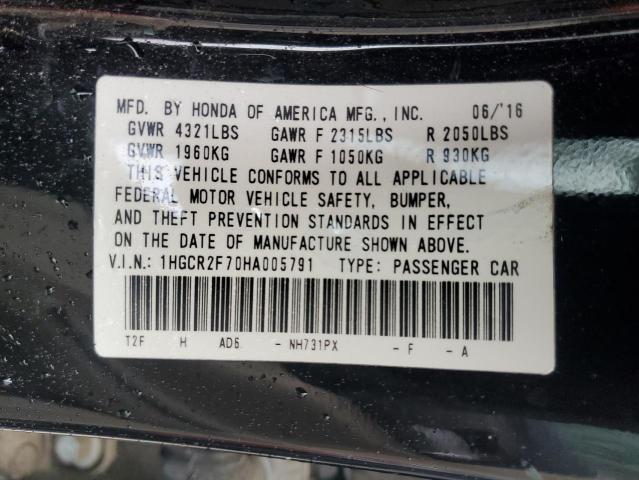 MFD. BY HONDA OF AMERICA MFG., INC. 06/'16
GVWR 4321LBS GAWR F 2315LBS R 2050LBS
GVWR 1960KG GAWR F 1050KG R 930KG
THIS VEHICLE CONFORMS TO ALL APPLICABLE
FEDERAL MOTOR VEHICLE SAFETY, BUMPER,
AND THEFT PREVENTION STANDARDS IN EFFECT
ON THE DATE OF MANUFACTURE SHOWN ABOVE.
V.I.N.: 1HGCR2F70HA005791 TYPE: PASSENGER CAR
T2F H AD6 - NH731PX - F - A